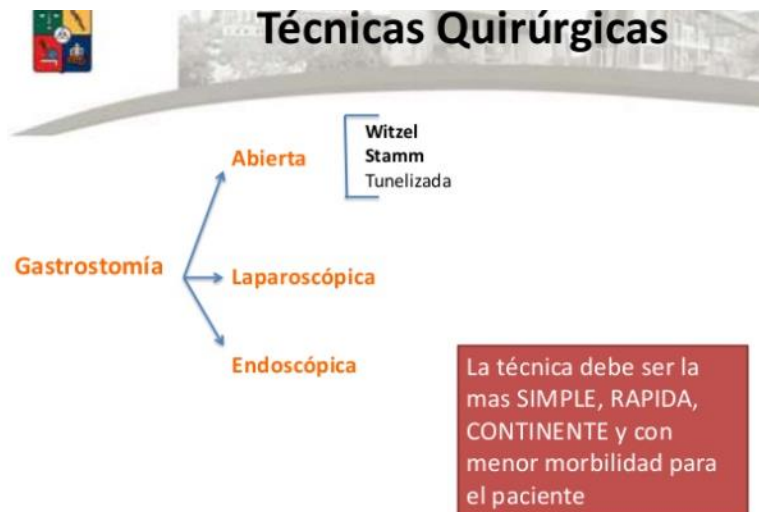 Técnicas Quirúrgicas
Abierta
Witzel
Stamm
Tunelizada
Gastrostomía
Laparoscópica
Endoscópica
La técnica debe ser la
mas SIMPLE, RAPIDA,
CONTINENTE y con
menor morbilidad para
el paciente